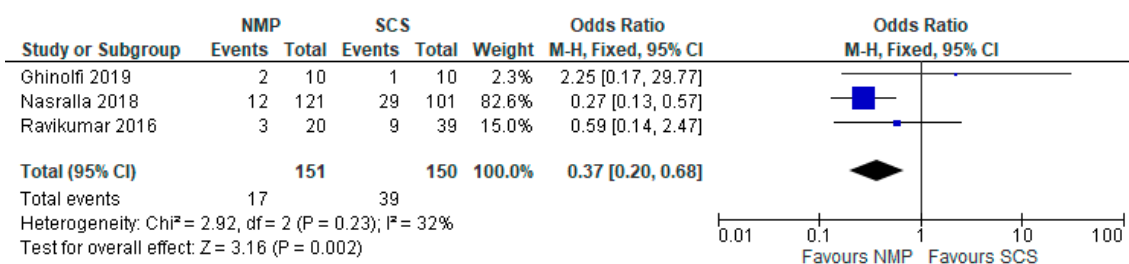 NMP SCS Odds Ratio Odds Ratio
Study or Subgroup Events Total Events Total Weight M-H, Fixed, 95% CI M-H, Fixed, 95% CI
Ghinolfi 2019 2 10 1 10 2.3% 2.25 [0.17, 29.77]
Nasralla 2018 12 121 29 101 82.6% 0.27 [0.13, 0.57]
Ravikumar 2016 3 20 9 39 15.0% 0.59 [0.14, 2.47]
Total (95% CI) 151 150 100.0% 0.37 [0.20, 0.68]
Total events 17 39
Heterogeneity: Chi² = 2.92, df = 2 (P = 0.23); I² = 32%
Test for overall effect: Z = 3.16 (P = 0.002)
0.01 0.1 1 10 100
Favours NMP Favours SCS